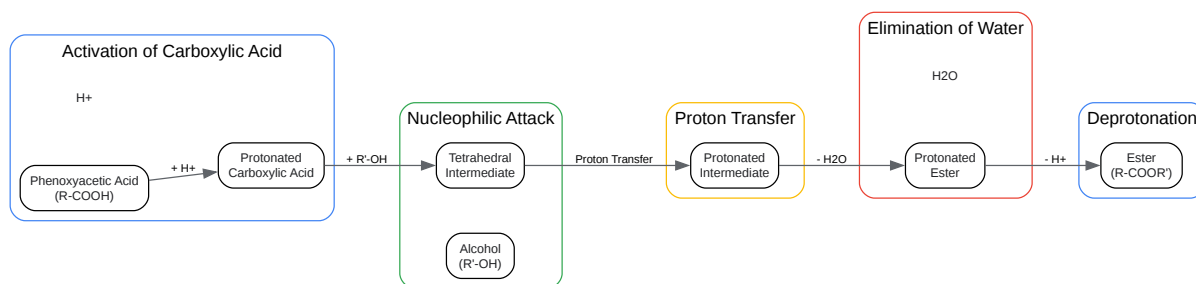 Activation of Carboxylic Acid
H+
Phenoxyacetic Acid
(R-COOH)
+ H+
Protonated
Carboxylic Acid
+ R'-OH
Nucleophilic Attack
Tetrahedral
Intermediate
Alcohol
(R'-OH)
Proton Transfer
Proton Transfer
Protonated
Intermediate
- H2O
Elimination of Water
H2O
Protonated
Ester
- H+
Deprotonation
Ester
(R-COOR')